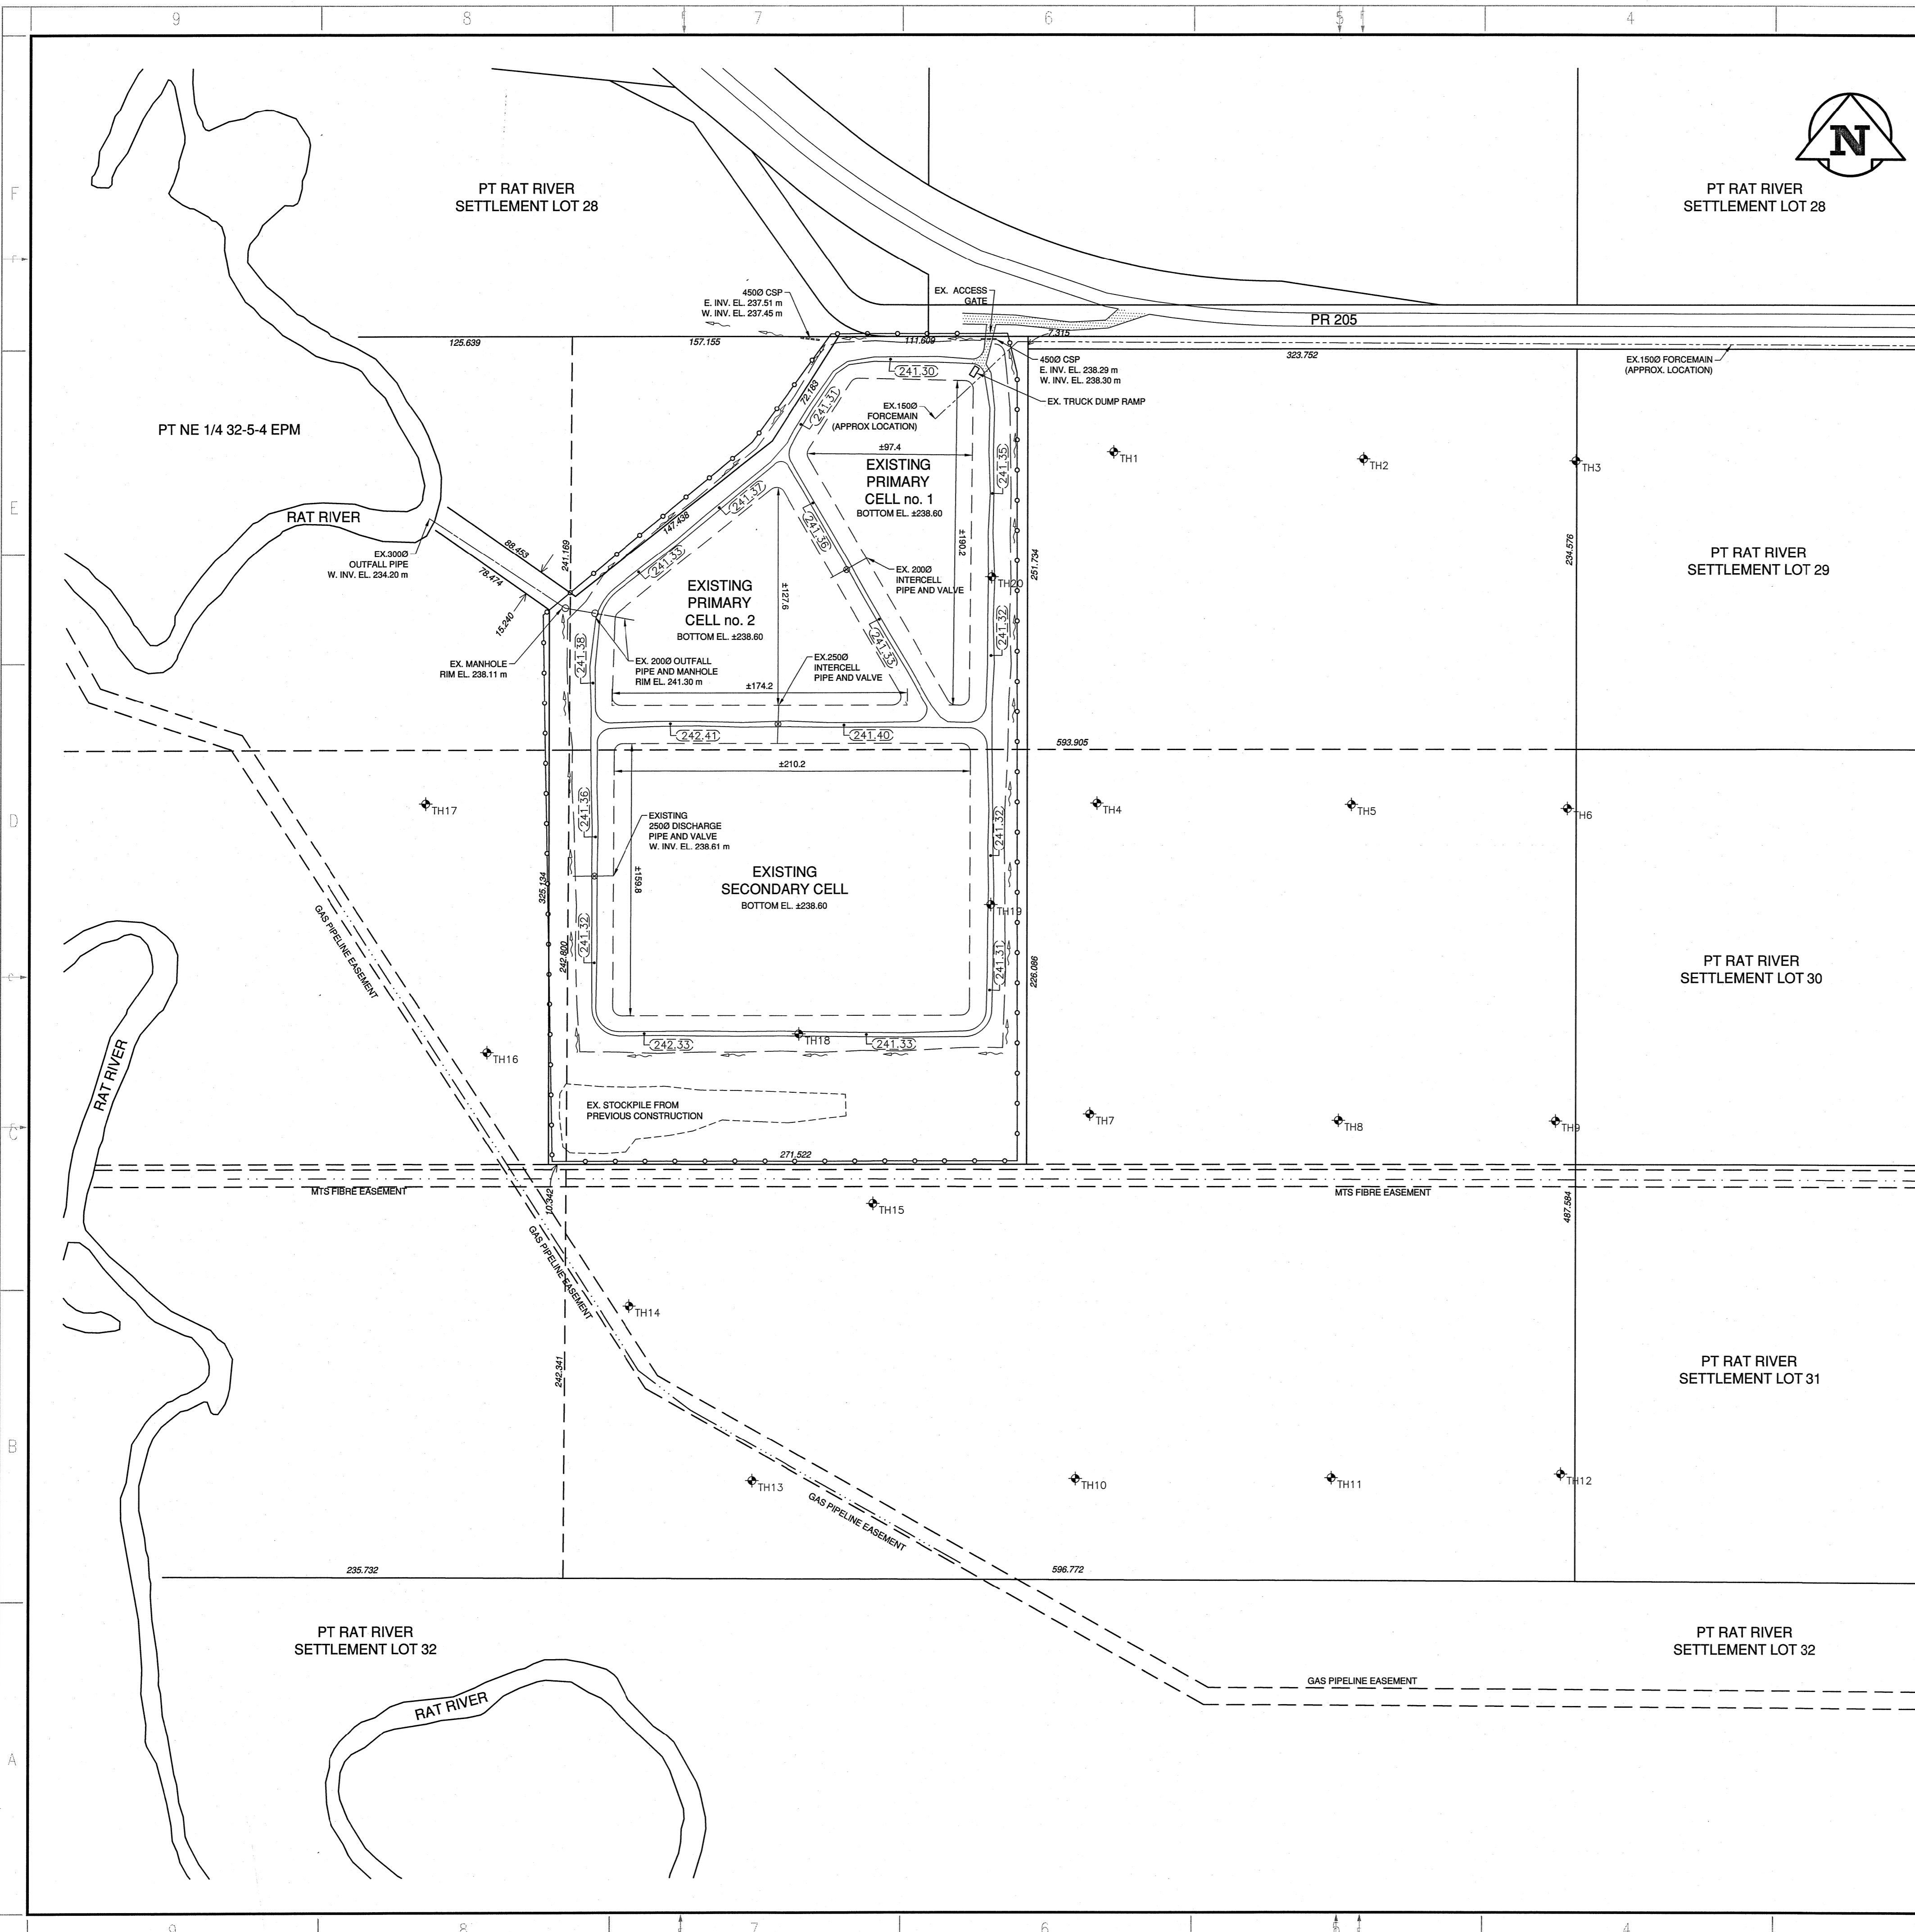 9
8
7
6
5
4
N
F
PT RAT RIVER
SETTLEMENT LOT 28
PT RAT RIVER
SETTLEMENT LOT 28
450Ø CSP
E. INV. EL. 237.51 m
W. INV. EL. 237.45 m
EX. ACCESS
GATE
PR 205
125.639
157.155
111.609
7.315
323.752
450Ø CSP
E. INV. EL. 238.29 m
W. INV. EL. 238.30 m
EX.150Ø FORCEMAIN
(APPROX. LOCATION)
241.30
EX. TRUCK DUMP RAMP
72.183
241.31
EX.150Ø
FORCEMAIN
(APPROX LOCATION)
PT NE 1/4 32-5-4 EPM
±97.4
EXISTING
PRIMARY
CELL no. 1
BOTTOM EL. ±238.60
241.35
TH1
TH2
TH3
E
RAT RIVER
241.37
147.438
241.36
±190.2
EX.300Ø
OUTFALL PIPE
W. INV. EL. 234.20 m
88.453
78.474
15.240
241.169
241.33
251.734
234.576
PT RAT RIVER
SETTLEMENT LOT 29
EX. 200Ø
INTERCELL
PIPE AND VALVE
TH20
EXISTING
PRIMARY
CELL no. 2
BOTTOM EL. ±238.60
±127.6
241.32
241.33
241.38
EX. MANHOLE
RIM EL. 238.11 m
EX. 200Ø OUTFALL
PIPE AND MANHOLE
RIM EL. 241.30 m
EX.250Ø
INTERCELL
PIPE AND VALVE
±174.2
242.41
241.40
593.905
±210.2
D
TH17
241.36
EXISTING
250Ø DISCHARGE
PIPE AND VALVE
W. INV. EL. 238.61 m
241.32
TH4
TH5
TH6
±159.8
EXISTING
SECONDARY CELL
BOTTOM EL. ±238.60
325.134
TH19
GAS PIPELINE EASEMENT
241.32
242.800
241.31
226.086
PT RAT RIVER
SETTLEMENT LOT 30
242.33
TH18
241.33
TH16
RAT RIVER
EX. STOCKPILE FROM
PREVIOUS CONSTRUCTION
TH7
TH8
TH9
C
271.522
MTS FIBRE EASEMENT
MTS FIBRE EASEMENT
10.342
TH15
487.584
GAS PIPELINE EASEMENT
TH14
242.341
PT RAT RIVER
SETTLEMENT LOT 31
B
TH13
TH10
TH11
TH12
GAS PIPELINE EASEMENT
235.732
596.772
PT RAT RIVER
SETTLEMENT LOT 32
PT RAT RIVER
SETTLEMENT LOT 32
GAS PIPELINE EASEMENT
RAT RIVER
A
9
8
7
6
5
4